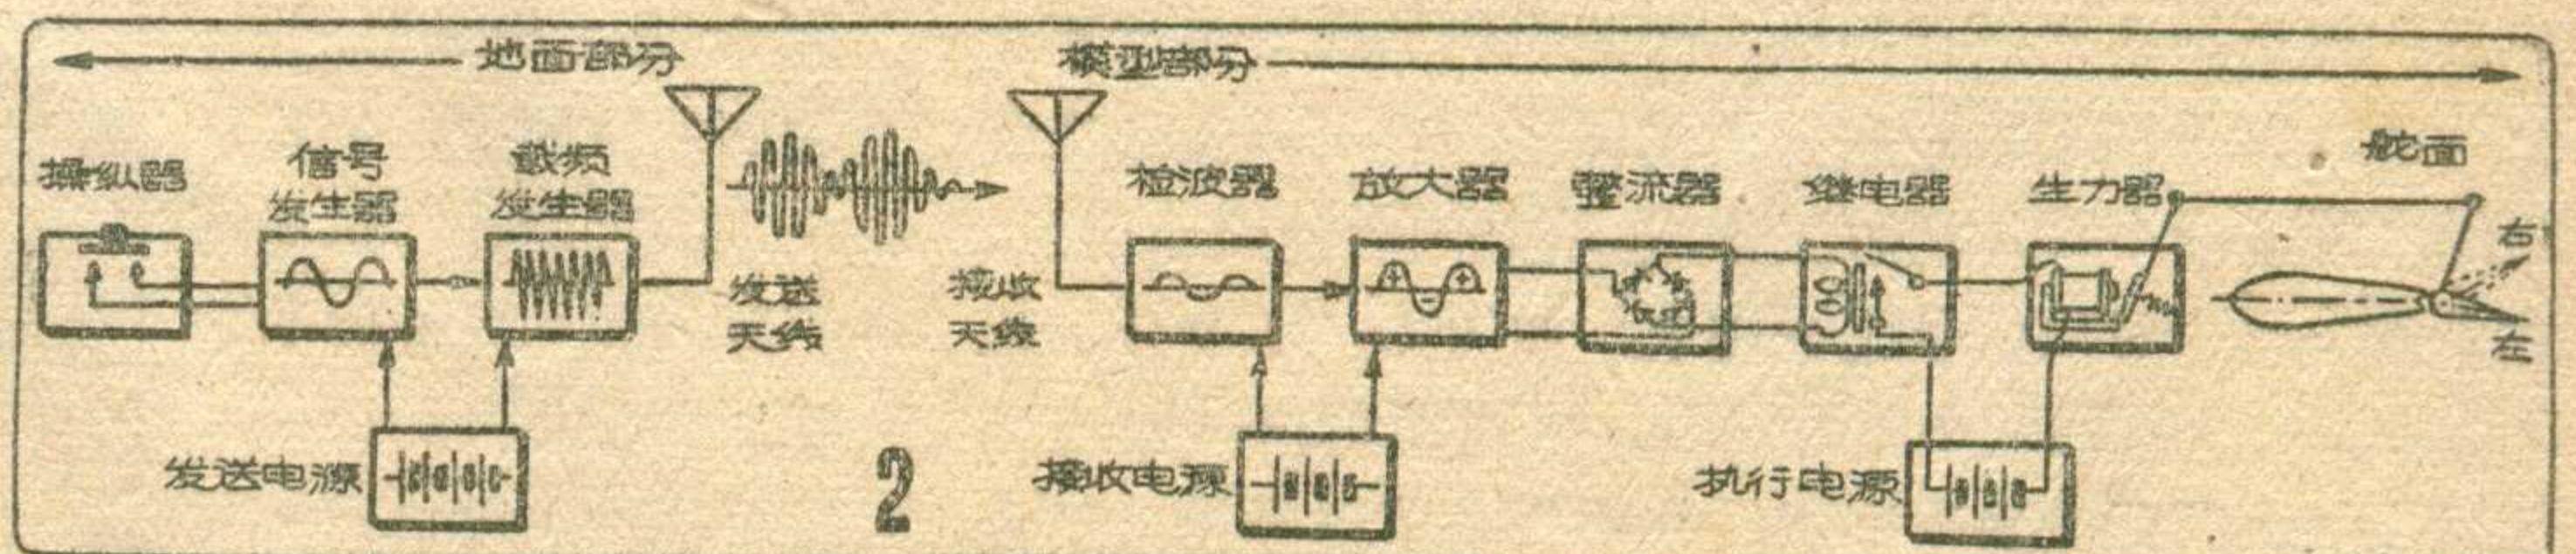 地面部分
模型部分
操纵器
信号
发生器
载频
发生器
发送
天线
接收
天线
检波器
放大器
整流器
继电器
生力器
舵面
右
左
发送电源
2
接收电源
执行电源